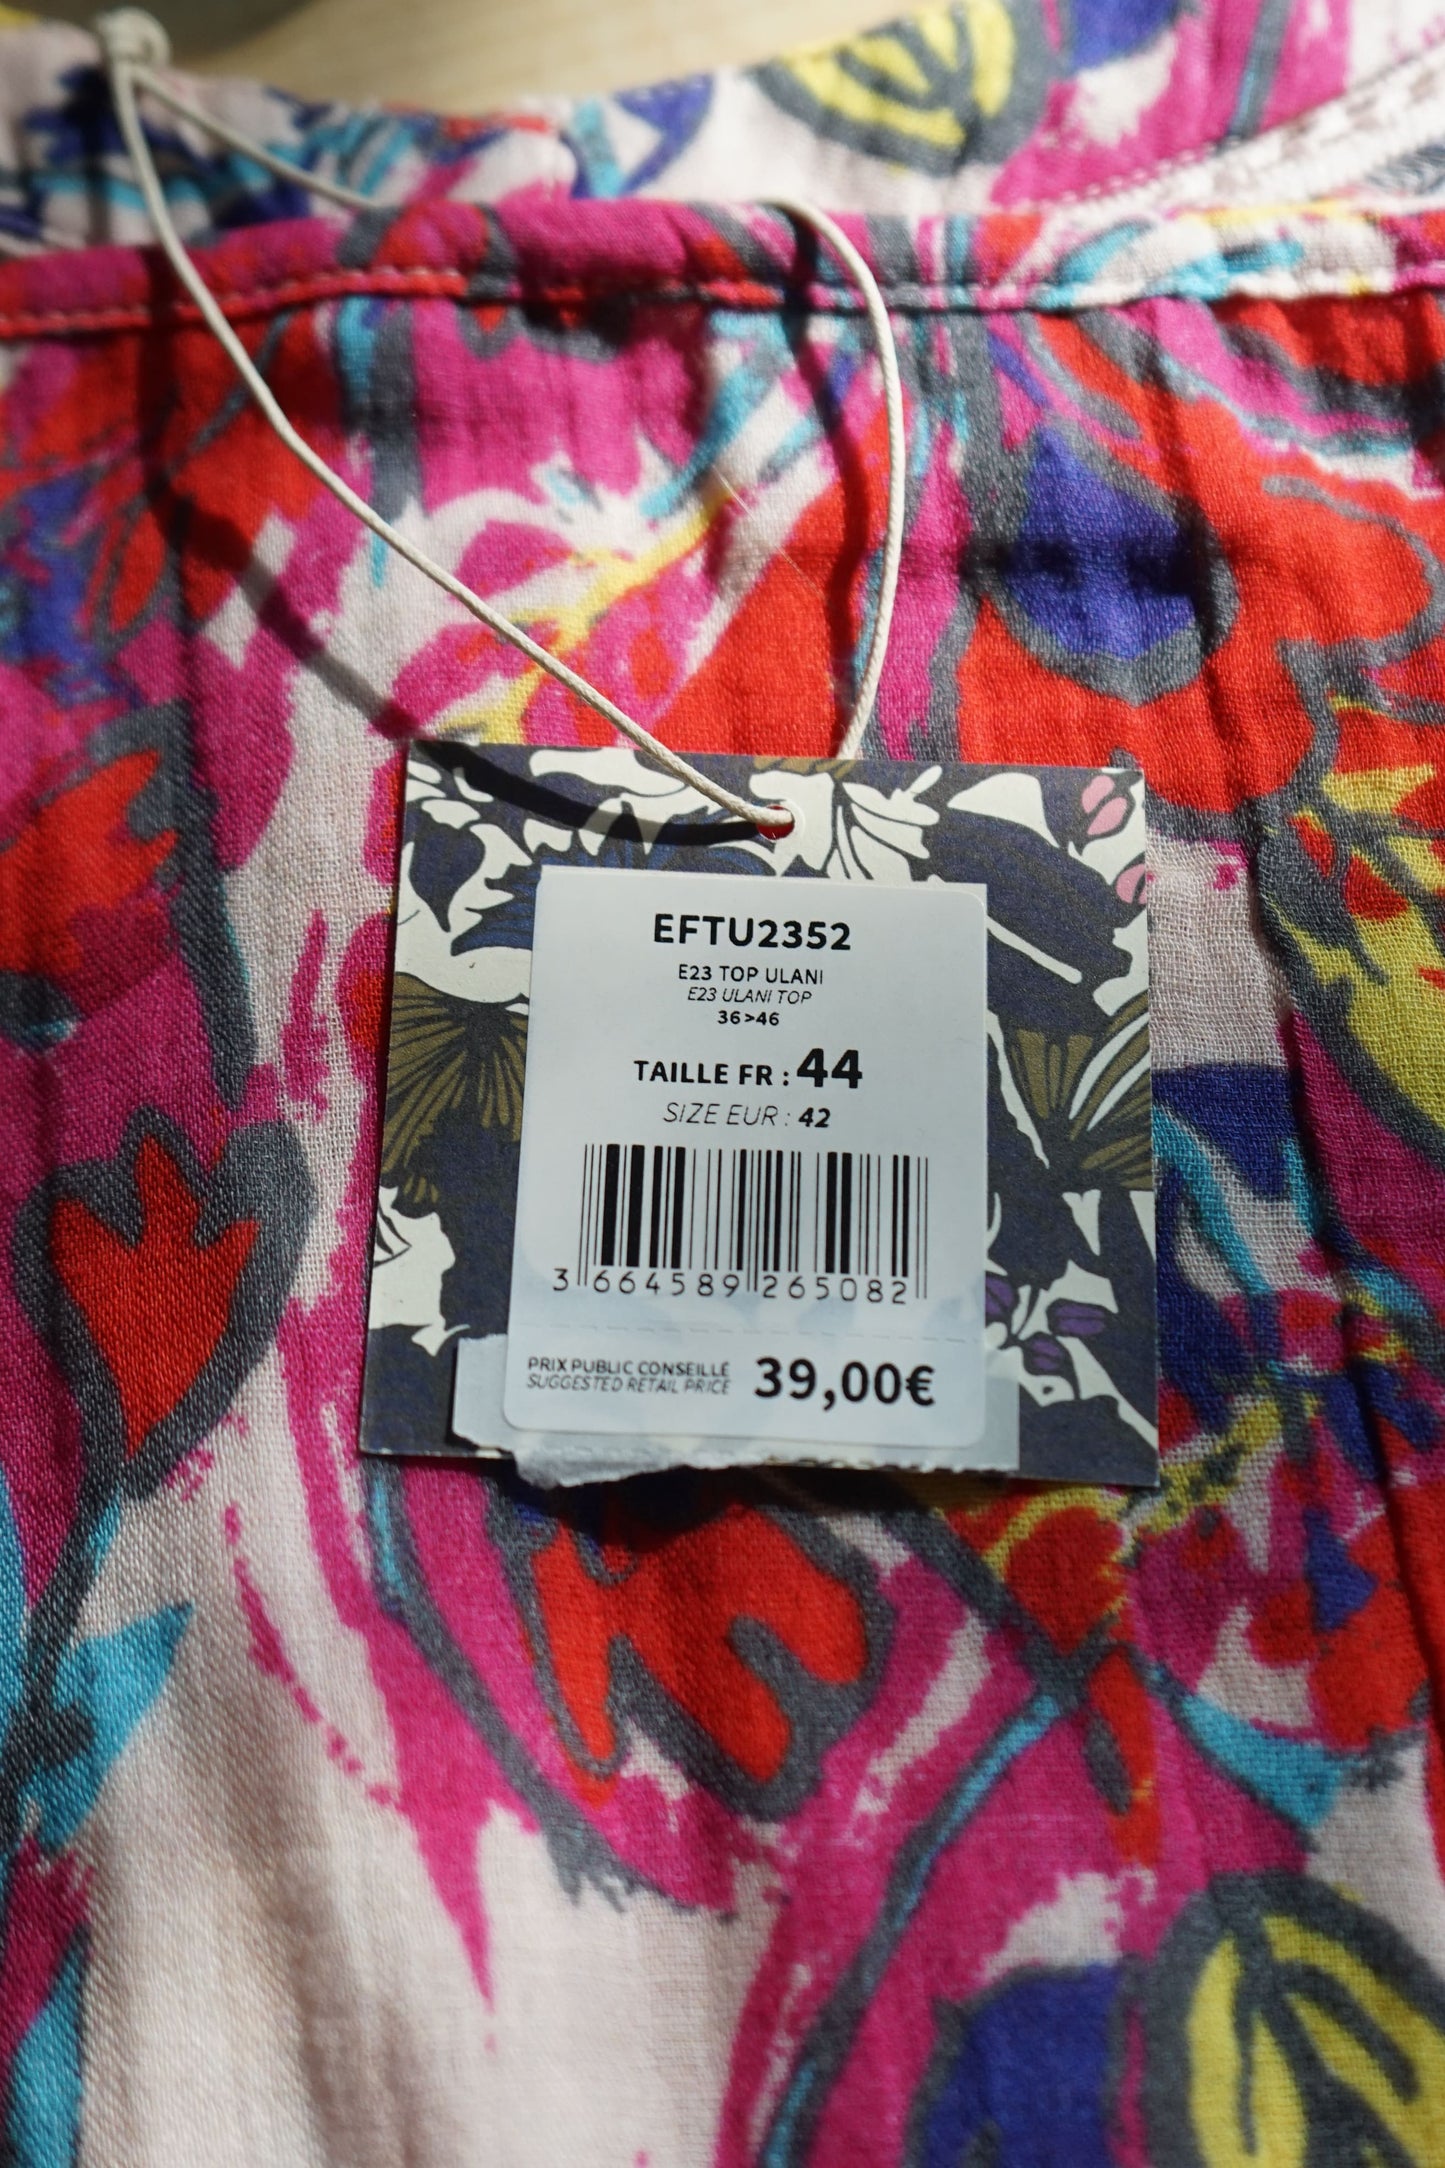 EFTU2352
E23 TOP ULANI
E23 ULANI TOP
36>46
TAILLE FR : 44
SIZE EUR : 42
3 664589 265082
PRIX PUBLIC CONSEILLÉ
SUGGESTED RETAIL PRICE
39,00€